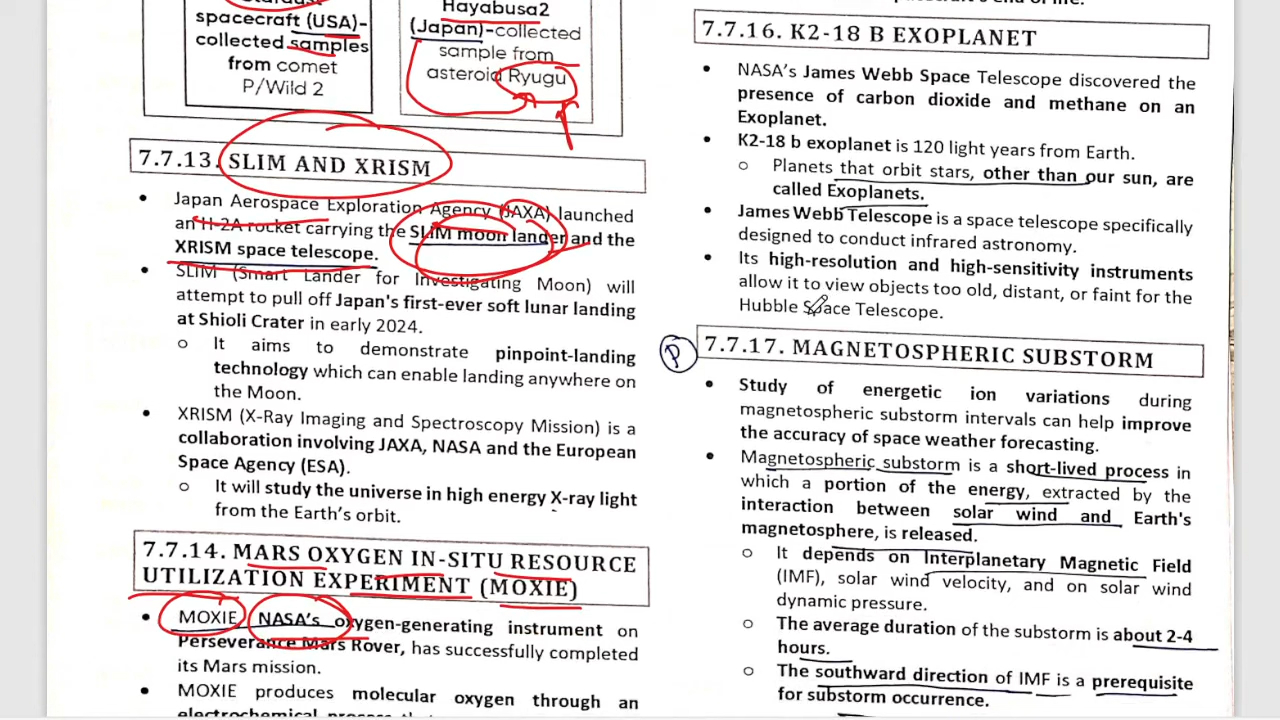 Stardust
spacecraft (USA)-
collected samples
from comet
P/Wild 2
Hayabusa2
(Japan)-collected
sample from
asteroid Ryugu
7.7.13. SLIM AND XRISM
• Japan Aerospace Exploration Agency (JAXA) launched
an H-2A rocket carrying the SLIM moon lander and the
XRISM space telescope.
• SLIM (Smart Lander for Investigating Moon) will
attempt to pull off Japan's first-ever soft lunar landing
at Shioli Crater in early 2024.
o It aims to demonstrate pinpoint-landing
technology which can enable landing anywhere on
the Moon.
• XRISM (X-Ray Imaging and Spectroscopy Mission) is a
collaboration involving JAXA, NASA and the European
Space Agency (ESA).
o It will study the universe in high energy X-ray light
from the Earth's orbit.
7.7.14. MARS OXYGEN IN-SITU RESOURCE
UTILIZATION EXPERIMENT (MOXIE)
• MOXIE NASA's oxygen-generating instrument on
Perseverance Mars Rover, has successfully completed
its Mars mission.
• MOXIE produces molecular oxygen through an
electrochemical process
end of life.
7.7.16. K2-18 B EXOPLANET
• NASA's James Webb Space Telescope discovered the
presence of carbon dioxide and methane on an
Exoplanet.
• K2-18 b exoplanet is 120 light years from Earth.
o Planets that orbit stars, other than our sun, are
called Exoplanets.
• James Webb Telescope is a space telescope specifically
designed to conduct infrared astronomy.
• Its high-resolution and high-sensitivity instruments
allow it to view objects too old, distant, or faint for the
Hubble Space Telescope.
7.7.17. MAGNETOSPHERIC SUBSTORM
• Study of energetic ion variations during
magnetospheric substorm intervals can help improve
the accuracy of space weather forecasting.
• Magnetospheric substorm is a short-lived process in
which a portion of the energy, extracted by the
interaction between solar wind and Earth's
magnetosphere, is released.
o It depends on Interplanetary Magnetic Field
(IMF), solar wind velocity, and on solar wind
dynamic pressure.
o The average duration of the substorm is about 2-4
hours.
o The southward direction of IMF is a prerequisite
for substorm occurrence.